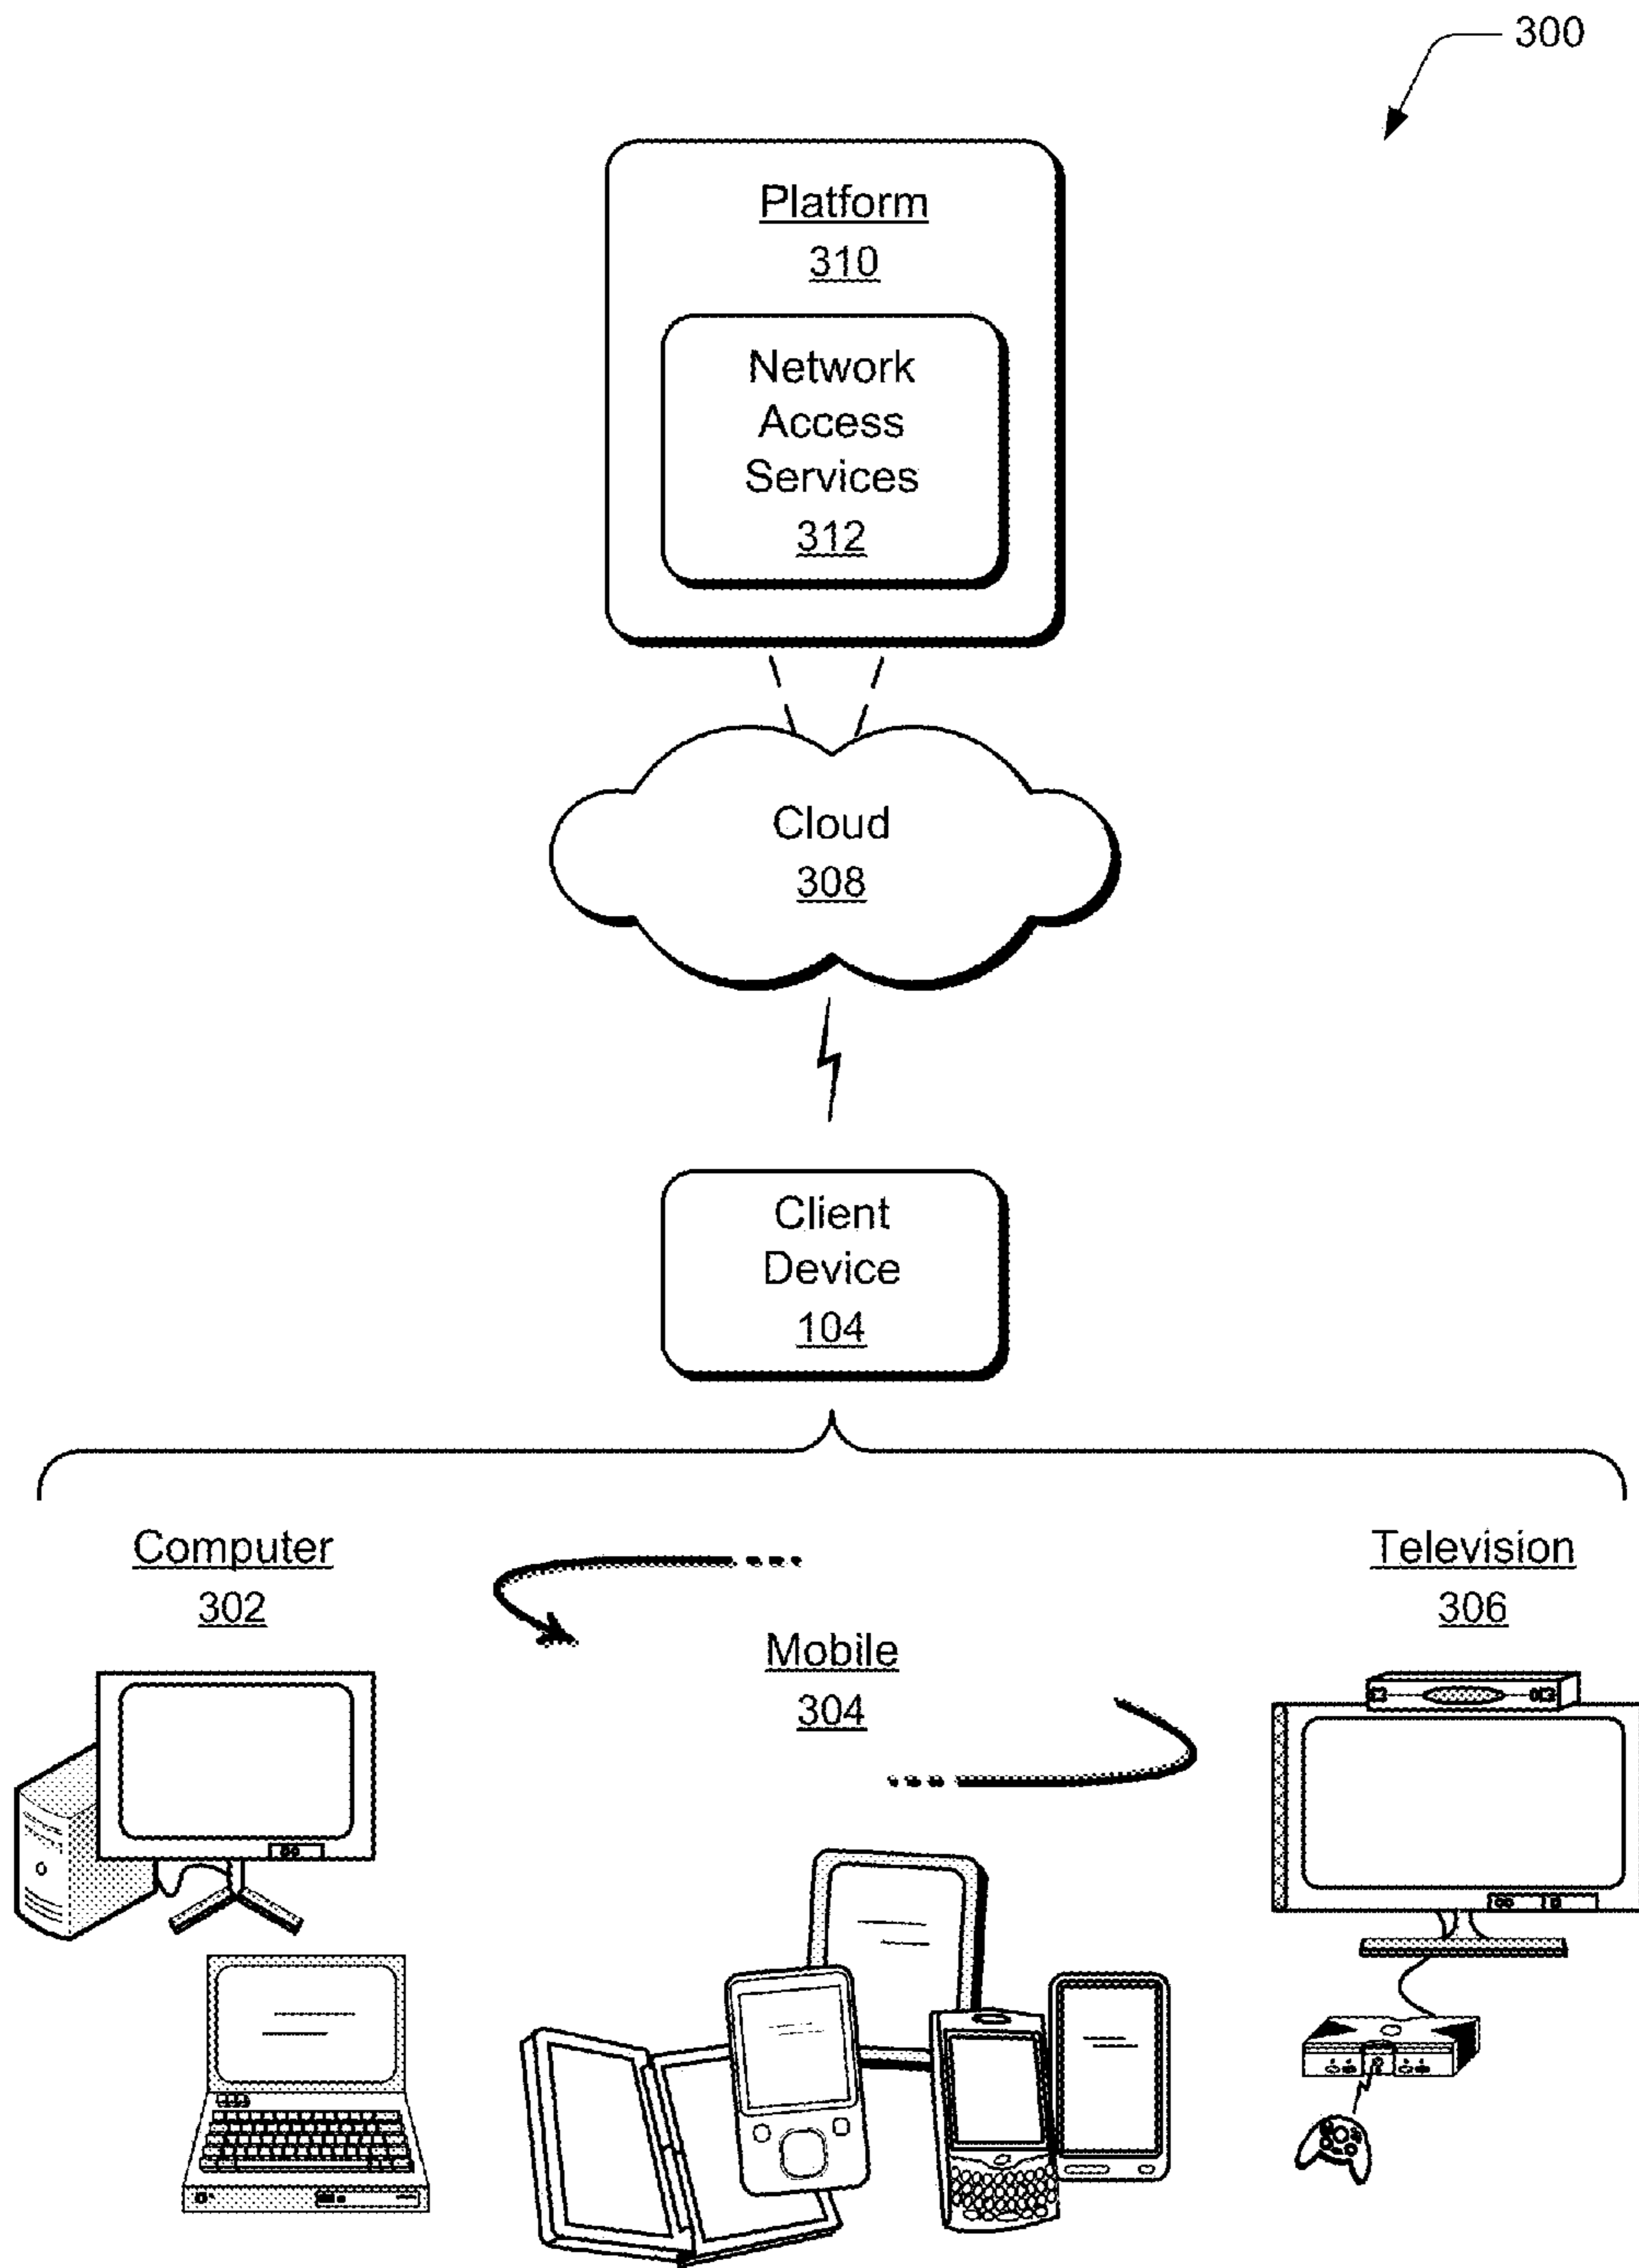 300
Platform
310
Network
Access
Services
312
Cloud
308
Client
Device
104
Computer
302
Mobile
304
Television
306